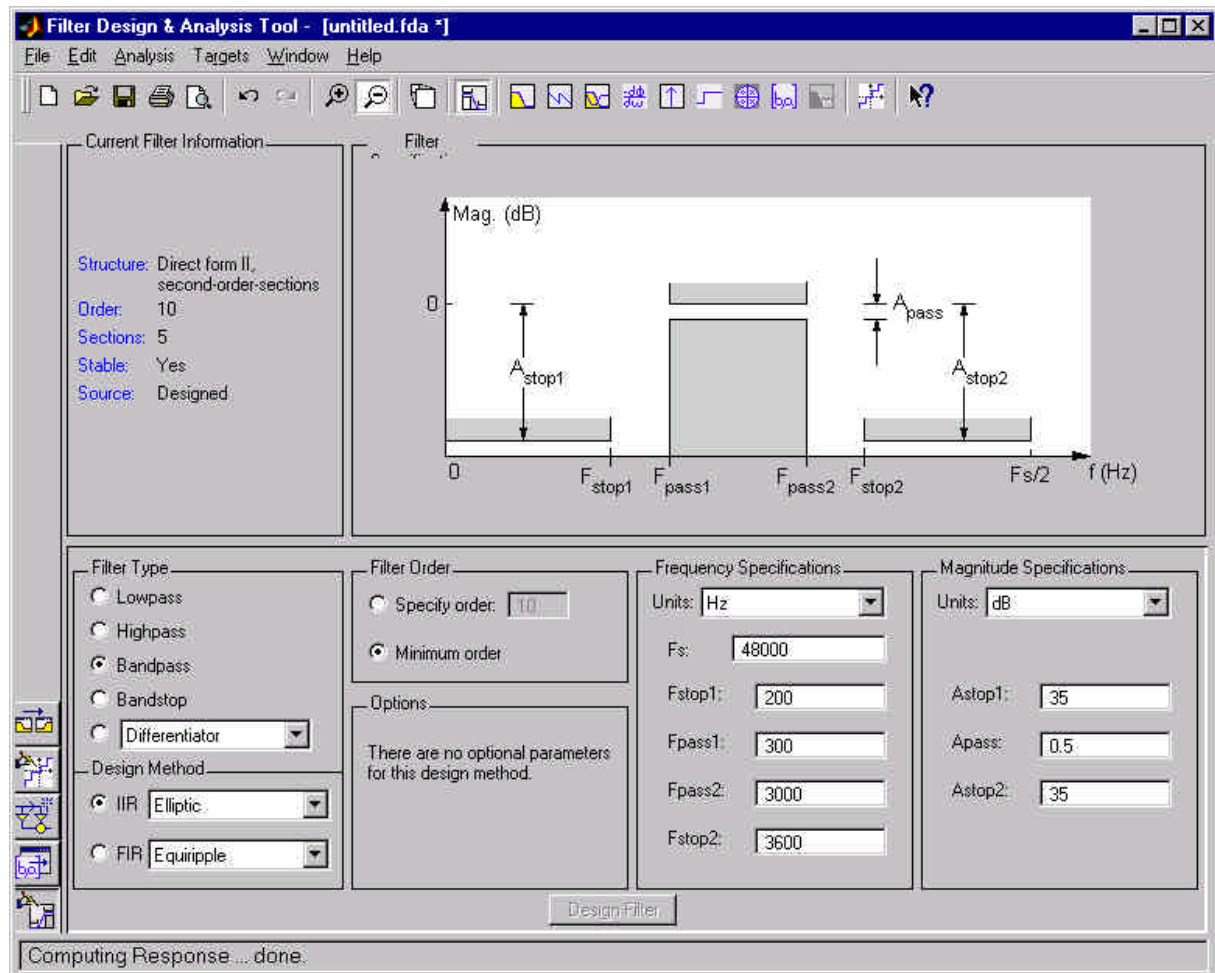 Filter Design & Analysis Tool - [untitled.fda *]
File Edit Analysis Targets Window Help
Current Filter Information
Structure: Direct form II,
second-order-sections
Order: 10
Sections: 5
Stable: Yes
Source: Designed
Filter
Mag. (dB)
0
Astop1
Apass
Astop2
0
Fstop1
Fpass1
Fpass2
Fstop2
Fs/2
f (Hz)
Filter Type
Lowpass
Highpass
Bandpass
Bandstop
Differentiator
Design Method
IIR Elliptic
FIR Equiripple
Filter Order
Specify order: 10
Minimum order
Options
There are no optional parameters
for this design method.
Frequency Specifications
Units: Hz
Fs: 48000
Fstop1: 200
Fpass1: 300
Fpass2: 3000
Fstop2: 3600
Magnitude Specifications
Units: dB
Astop1: 35
Apass: 0.5
Astop2: 35
Design Filter
Computing Response ... done.